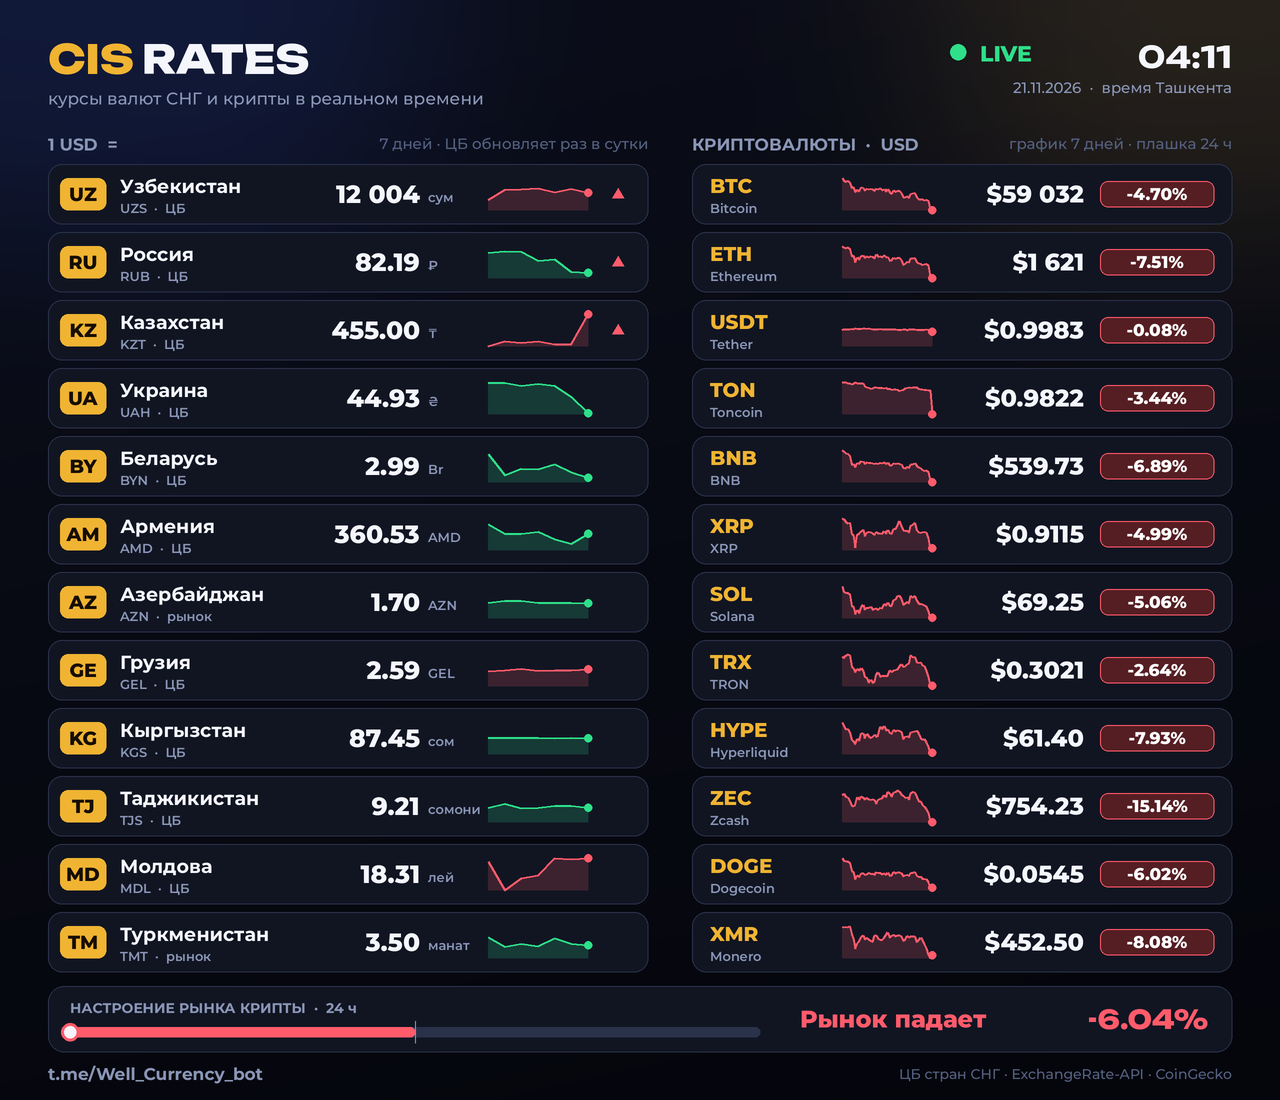 CIS RATES
LIVE
04:11
курсы валют СНГ и крипты в реальном времени
21.11.2026 · время Ташкента
1 USD =
7 дней · ЦБ обновляет раз в сутки
UZ Узбекистан 12 004 сум
UZS · ЦБ
RU Россия 82.19 ₽
RUB · ЦБ
KZ Казахстан 455.00 ₸
KZT · ЦБ
UA Украина 44.93 ₴
UAH · ЦБ
BY Беларусь 2.99 Br
BYN · ЦБ
AM Армения 360.53 AMD
AMD · ЦБ
AZ Азербайджан 1.70 AZN
AZN · рынок
GE Грузия 2.59 GEL
GEL · ЦБ
KG Кыргызстан 87.45 сом
KGS · ЦБ
TJ Таджикистан 9.21 сомони
TJS · ЦБ
MD Молдова 18.31 лей
MDL · ЦБ
TM Туркменистан 3.50 манат
TMT · рынок
КРИПТОВАЛЮТЫ · USD
график 7 дней · плашка 24 ч
BTC $59 032 -4.70%
Bitcoin
ETH $1 621 -7.51%
Ethereum
USDT $0.9983 -0.08%
Tether
TON $0.9822 -3.44%
Toncoin
BNB $539.73 -6.89%
BNB
XRP $0.9115 -4.99%
XRP
SOL $69.25 -5.06%
Solana
TRX $0.3021 -2.64%
TRON
HYPE $61.40 -7.93%
Hyperliquid
ZEC $754.23 -15.14%
Zcash
DOGE $0.0545 -6.02%
Dogecoin
XMR $452.50 -8.08%
Monero
НАСТРОЕНИЕ РЫНКА КРИПТЫ · 24 ч
Рынок падает -6.04%
t.me/Well_Currency_bot
ЦБ стран СНГ · ExchangeRate-API · CoinGecko